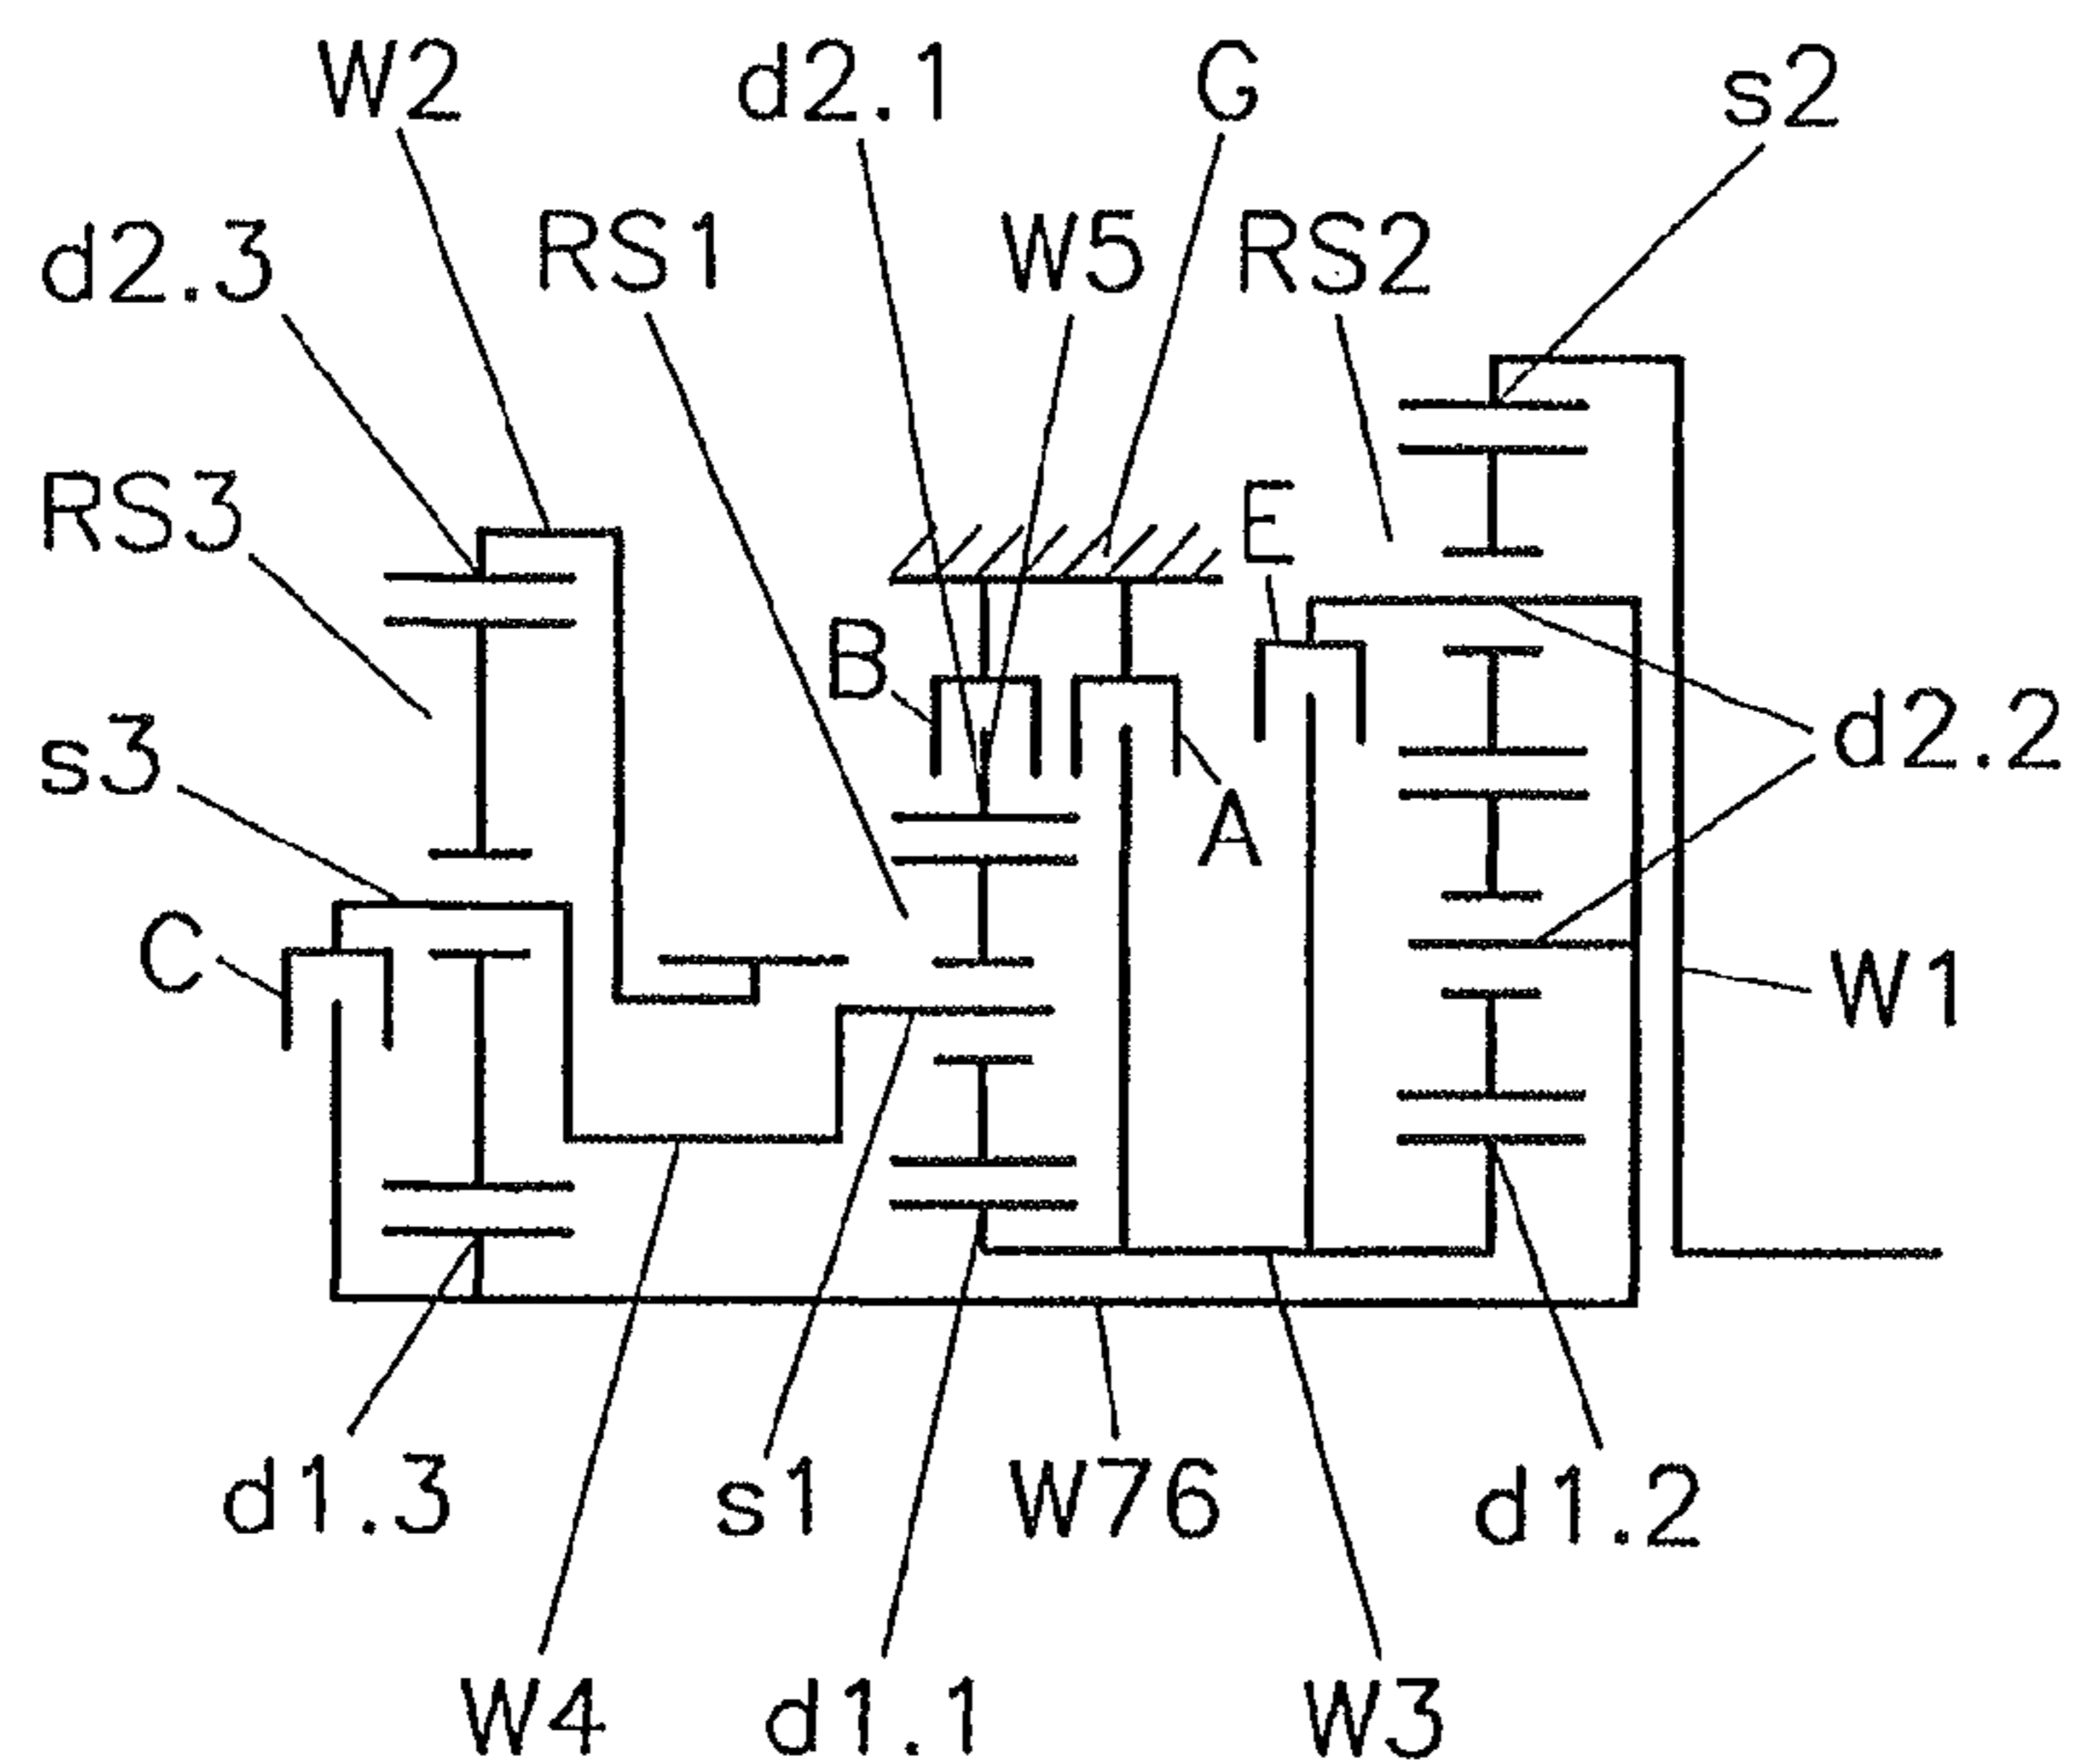 W2 d2.1 G s2
d2.3 RS1 W5 RS2
RS3 E
B
s3 d2.2
A
C W1
d1.3 s1 W76 d1.2
W4 d1.1 W3